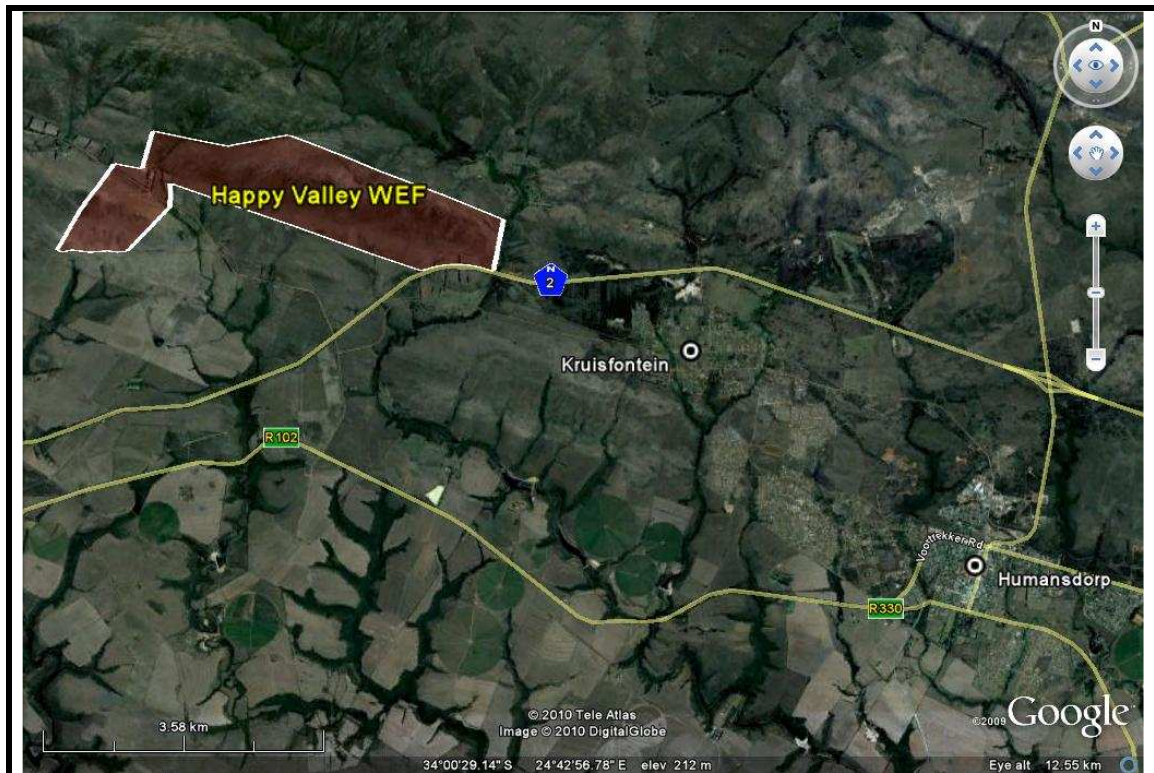 N
Happy Valley WEF
N
2
Kruisfontein
R102
Voortrekker Rd
Humansdorp
R330
3.58 km
© 2010 Tele Atlas
Image © 2010 DigitalGlobe
©2009 Google
34°00'29.14" S 24°42'56.78" E elev 212 m
Eye alt 12.55 km